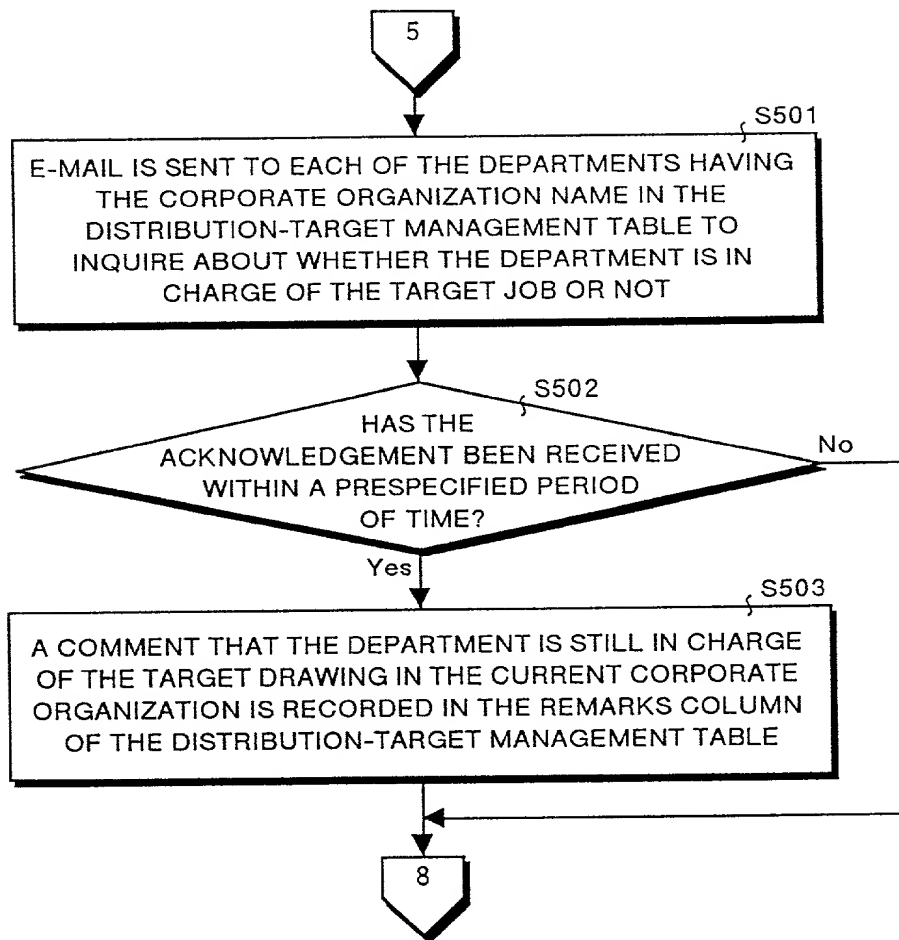 5
S501
E-MAIL IS SENT TO EACH OF THE DEPARTMENTS HAVING
THE CORPORATE ORGANIZATION NAME IN THE
DISTRIBUTION-TARGET MANAGEMENT TABLE TO
INQUIRE ABOUT WHETHER THE DEPARTMENT IS IN
CHARGE OF THE TARGET JOB OR NOT
S502
HAS THE
ACKNOWLEDGEMENT BEEN RECEIVED
WITHIN A PRESPECIFIED PERIOD
OF TIME?
No
Yes
S503
A COMMENT THAT THE DEPARTMENT IS STILL IN CHARGE
OF THE TARGET DRAWING IN THE CURRENT CORPORATE
ORGANIZATION IS RECORDED IN THE REMARKS COLUMN
OF THE DISTRIBUTION-TARGET MANAGEMENT TABLE
8